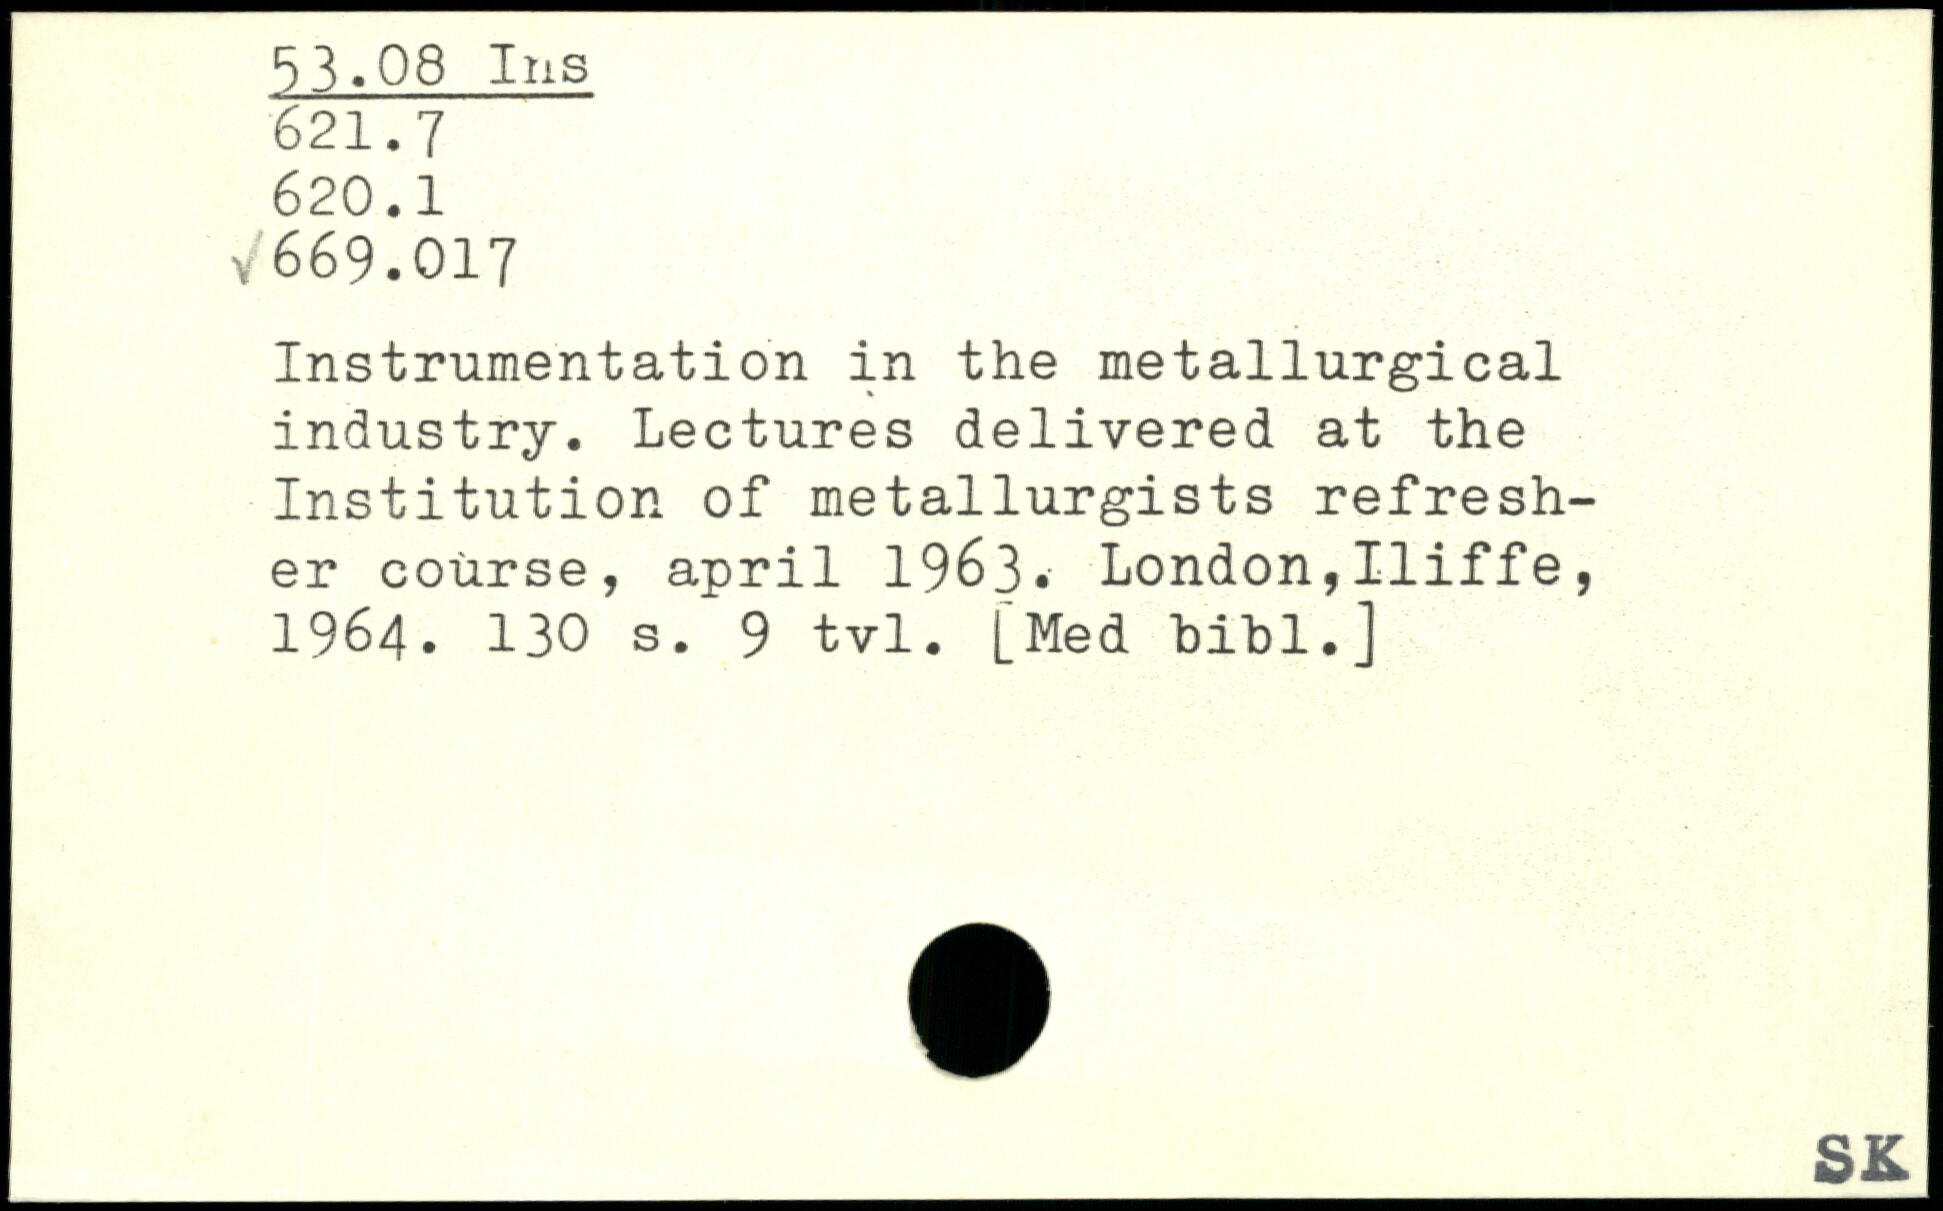 53.08 Ins
621.7
620.1
✓669.017
Instrumentation in the metallurgical
industry. Lectures delivered at the
Institution of metallurgists refresh-
er course, april 1963. London,Iliffe,
1964. 130 s. 9 tvl. [Med bibl.]
SK